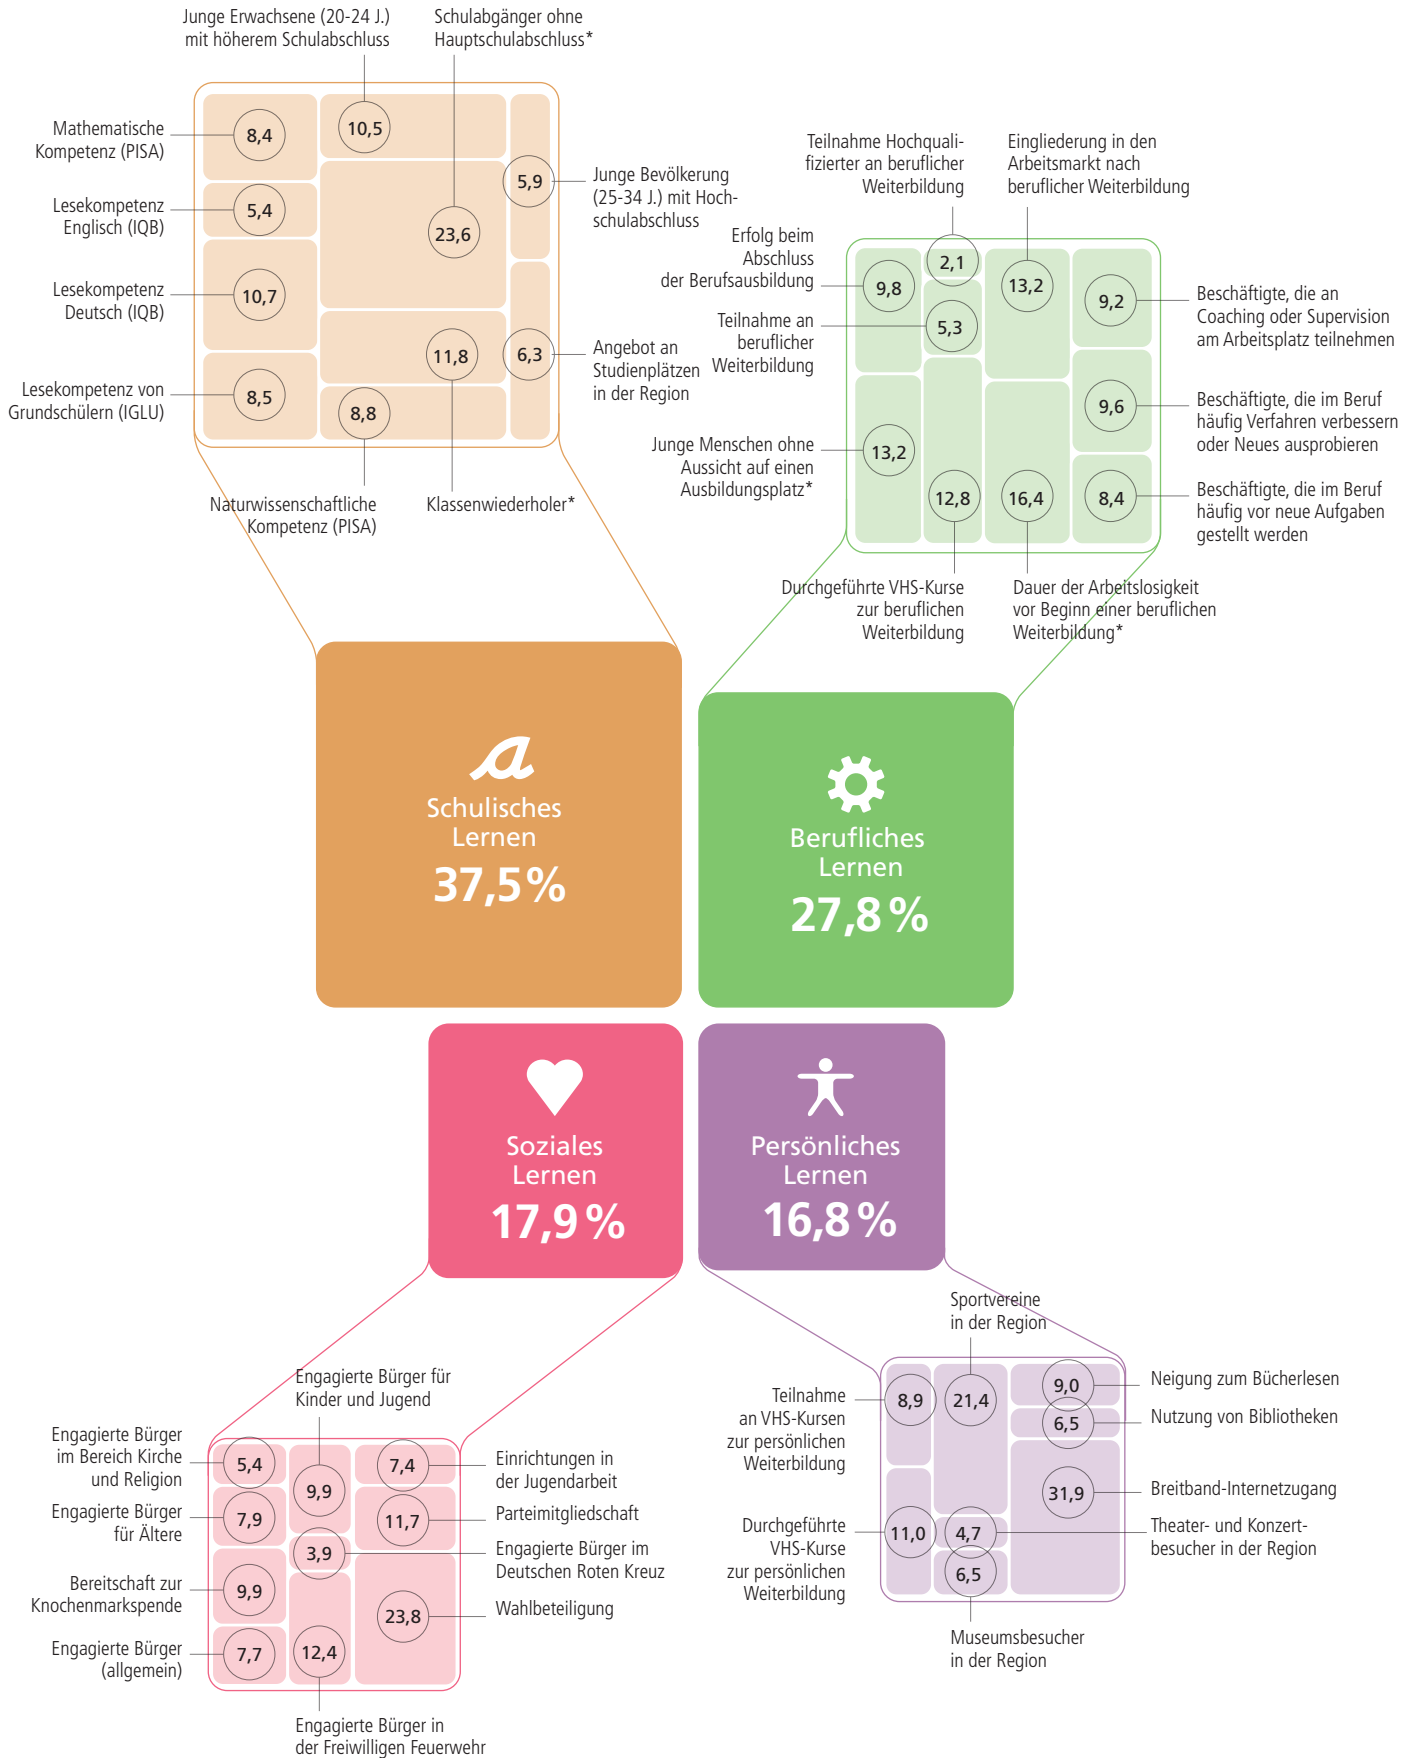 Junge Erwachsene (20-24 J.)
mit höherem Schulabschluss
Schulabgänger ohne
Hauptschulabschluss*
Mathematische
Kompetenz (PISA)
8,4
10,5
Lesekompetenz
Englisch (IQB)
5,4
23,6
5,9
Junge Bevölkerung
(25-34 J.) mit Hoch-
schulabschluss
Lesekompetenz
Deutsch (IQB)
10,7
11,8
6,3
Angebot an
Studienplätzen
in der Region
Lesekompetenz von
Grundschülern (IGLU)
8,5
8,8
Naturwissenschaftliche
Kompetenz (PISA)
Klassenwiederholer*
Teilnahme Hochquali-
fizierter an beruflicher
Weiterbildung
Eingliederung in den
Arbeitsmarkt nach
beruflicher Weiterbildung
Erfolg beim
Abschluss
der Berufsausbildung
9,8
2,1
13,2
9,2
Beschäftigte, die an
Coaching oder Supervision
am Arbeitsplatz teilnehmen
Teilnahme an
beruflicher
Weiterbildung
5,3
9,6
Beschäftigte, die im Beruf
häufig Verfahren verbessern
oder Neues ausprobieren
Junge Menschen ohne
Aussicht auf einen
Ausbildungsplatz*
13,2
12,8
16,4
8,4
Beschäftigte, die im Beruf
häufig vor neue Aufgaben
gestellt werden
Durchgeführte VHS-Kurse
zur beruflichen
Weiterbildung
Dauer der Arbeitslosigkeit
vor Beginn einer beruflichen
Weiterbildung*
Schulisches
Lernen
37,5 %
Berufliches
Lernen
27,8 %
Soziales
Lernen
17,9 %
Persönliches
Lernen
16,8 %
Engagierte Bürger für
Kinder und Jugend
Engagierte Bürger
im Bereich Kirche
und Religion
5,4
9,9
7,4
Einrichtungen in
der Jugendarbeit
Engagierte Bürger
für Ältere
7,9
11,7
Parteimitgliedschaft
3,9
Engagierte Bürger im
Deutschen Roten Kreuz
Bereitschaft zur
Knochenmarkspende
9,9
23,8
Wahlbeteiligung
Engagierte Bürger
(allgemein)
7,7
12,4
Engagierte Bürger in
der Freiwilligen Feuerwehr
Sportvereine
in der Region
Teilnahme
an VHS-Kursen
zur persönlichen
Weiterbildung
8,9
21,4
9,0
Neigung zum Bücherlesen
6,5
Nutzung von Bibliotheken
31,9
Breitband-Internetzugang
Durchgeführte
VHS-Kurse
zur persönlichen
Weiterbildung
11,0
4,7
Theater- und Konzert-
besucher in der Region
6,5
Museumsbesucher
in der Region